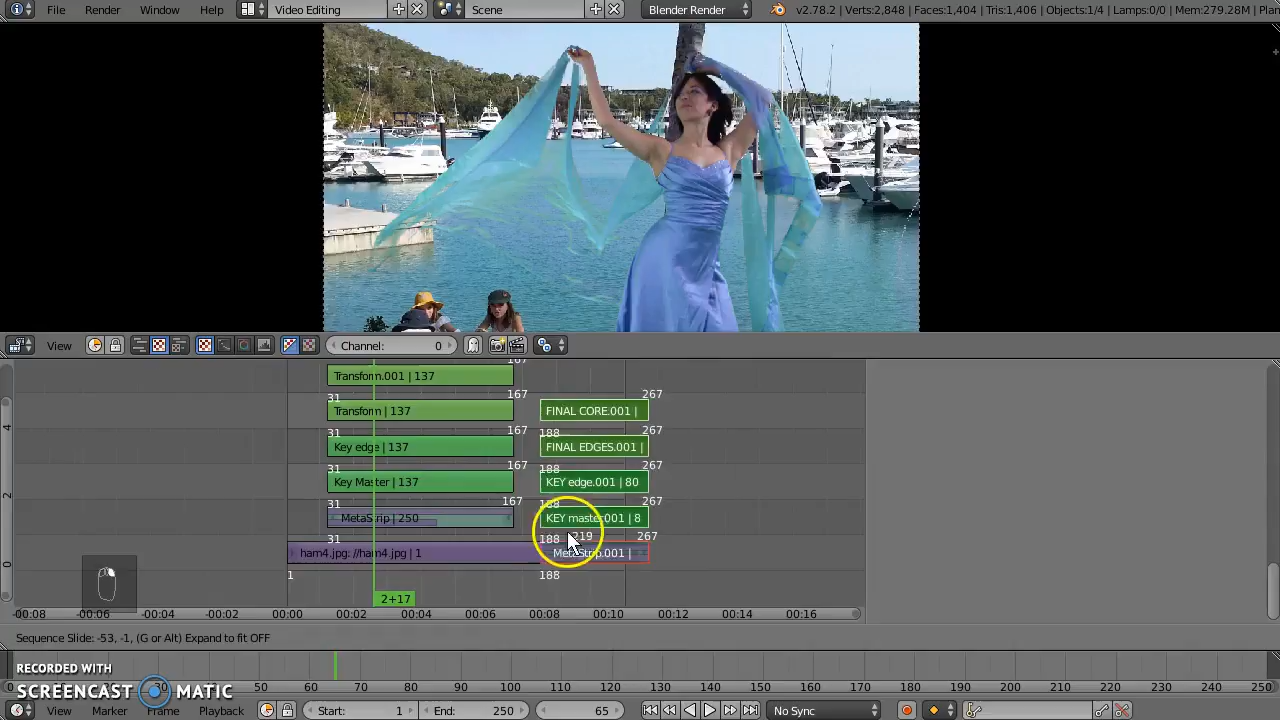 File Render Window Help Video Editing Scene Blender Render v2.78.2 | Verts:2,848 | Faces:1,404 | Tris:1,406 | Objects:1/4 | Lamps:0/0 | Mem:279.28M | Plan
View Channel: 0
167
Transform.001 | 137
31 167 267
Transform | 137 FINAL CORE.001 |
31 167 188 267
Key edge | 137 FINAL EDGES.001 |
31 167 188 267
Key Master | 137 KEY edge.001 | 80
31 167 188 267
MetaStrip | 250 KEY master.001 | 8
31 188 219 267
ham4.jpg: //ham4.jpg | 1 MetaStrip.001 |
1 188
2+17
-00:08 -00:06 -00:04 -00:02 00:00 00:02 00:04 00:06 00:08 00:10 00:12 00:14 00:16
Sequence Slide: -53, -1, (G or Alt) Expand to fit OFF
RECORDED WITH
SCREENCAST MATIC
0 50 60 70 80 90 100 110 120 130 140 150 160 170 180 190 200 210 220 230 240 250
View Marker Frame Playback Start: 1 End: 250 65 No Sync